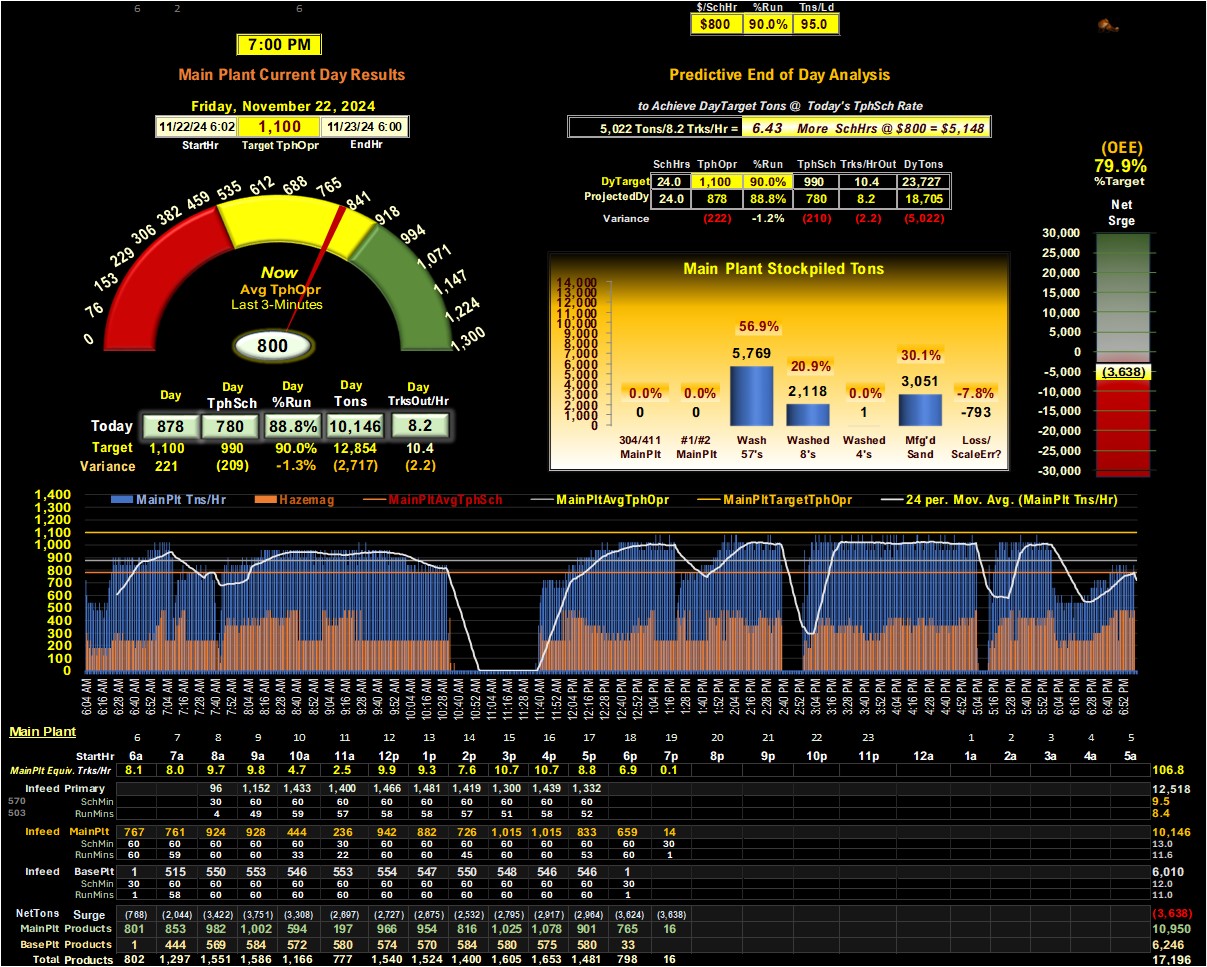 6 2 6
$/SchHr %Run Tns/Ld
$800 90.0% 95.0
7:00 PM
Main Plant Current Day Results
Predictive End of Day Analysis
Friday, November 22, 2024
to Achieve DayTarget Tons @ Today's TphSch Rate
11/22/24 6:02 1,100 11/23/24 6:00
StartHr Target TphOpr EndHr
5,022 Tons/8.2 Trks/Hr = 6.43 More SchHrs @ $800 = $5,148
(OEE)
79.9%
%Target
SchHrs TphOpr %Run TphSch Trks/HrOut DyTons
DyTarget 24.0 1,100 90.0% 990 10.4 23,727
ProjectedDy 24.0 878 88.8% 780 8.2 18,705
Variance (222) -1.2% (210) (2.2) (5,022)
Net
Srge
30,000
25,000
20,000
15,000
10,000
5,000
0
-5,000
(3,638)
-10,000
-15,000
-20,000
-25,000
-30,000
0 76 153 229 306 382 459 535 612 688 765 841 918 994 1,071 1,147 1,224 1,300
Now
Avg TphOpr
Last 3-Minutes
800
Main Plant Stockpiled Tons
14,000
13,000
12,000
11,000
10,000
9,000
8,000
7,000
6,000
5,000
4,000
3,000
2,000
1,000
0
0.0% 0.0% 56.9% 20.9% 0.0% 30.1% -7.8%
0 0 5,769 2,118 1 3,051 -793
304/411 #1/#2 Wash Washed Washed Mfg'd Loss/
MainPlt MainPlt 57's 8's 4's Sand ScaleErr?
Day Day Day Day Day
TphSch %Run Tons TrksOut/Hr
Today 878 780 88.8% 10,146 8.2
Target 1,100 990 90.0% 12,854 10.4
Variance 221 (209) -1.3% (2,717) (2.2)
MainPlt Tns/Hr Hazemag MainPltAvgTphSch MainPltAvgTphOpr MainPltTargetTphOpr 24 per. Mov. Avg. (MainPlt Tns/Hr)
1,400
1,300
1,200
1,100
1,000
900
800
700
600
500
400
300
200
100
0
6:04 AM 6:16 AM 6:28 AM 6:40 AM 6:52 AM 7:04 AM 7:16 AM 7:28 AM 7:40 AM 7:52 AM 8:04 AM 8:16 AM 8:28 AM 8:40 AM 8:52 AM 9:04 AM 9:16 AM 9:28 AM 9:40 AM 9:52 AM 10:04 AM 10:16 AM 10:28 AM 10:40 AM 10:52 AM 11:04 AM 11:16 AM 11:28 AM 11:40 AM 11:52 AM 12:04 PM 12:16 PM 12:28 PM 12:40 PM 12:52 PM 1:04 PM 1:16 PM 1:28 PM 1:40 PM 1:52 PM 2:04 PM 2:16 PM 2:28 PM 2:40 PM 2:52 PM 3:04 PM 3:16 PM 3:28 PM 3:40 PM 3:52 PM 4:04 PM 4:16 PM 4:28 PM 4:40 PM 4:52 PM 5:04 PM 5:16 PM 5:28 PM 5:40 PM 5:52 PM 6:04 PM 6:16 PM 6:28 PM 6:40 PM 6:52 PM
Main Plant
6 7 8 9 10 11 12 13 14 15 16 17 18 19 20 21 22 23 1 2 3 4 5
StartHr 6a 7a 8a 9a 10a 11a 12p 1p 2p 3p 4p 5p 6p 7p 8p 9p 10p 11p 12a 1a 2a 3a 4a 5a
MainPlt Equiv. Trks/Hr 8.1 8.0 9.7 9.8 4.7 2.5 9.9 9.3 7.6 10.7 10.7 8.8 6.9 0.1 106.8
Infeed Primary 96 1,152 1,433 1,400 1,466 1,481 1,419 1,300 1,439 1,332 12,518
570 SchMin 30 60 60 60 60 60 60 60 60 60 9.5
503 RunMins 4 49 59 57 58 58 57 51 58 52 8.4
Infeed MainPlt 767 761 924 928 444 236 942 882 726 1,015 1,015 833 659 14 10,146
SchMin 60 60 60 60 60 30 60 60 60 60 60 60 60 30 13.0
RunMins 60 59 60 60 33 22 60 60 45 60 60 53 60 1 11.6
Infeed BasePlt 1 515 550 553 546 553 554 547 550 548 546 546 1 6,010
SchMin 30 60 60 60 60 60 60 60 60 60 60 60 30 12.0
RunMins 1 58 60 60 60 60 60 60 60 60 60 60 1 11.0
NetTons Surge (768) (2,044) (3,422) (3,751) (3,308) (2,697) (2,727) (2,675) (2,532) (2,795) (2,917) (2,964) (3,624) (3,638) (3,638)
MainPlt Products 801 853 982 1,002 594 197 966 954 816 1,025 1,078 901 765 16 10,950
BasePlt Products 1 444 569 584 572 580 574 570 584 580 575 580 33 6,246
Total Products 802 1,297 1,551 1,586 1,166 777 1,540 1,524 1,400 1,605 1,653 1,481 798 16 17,196